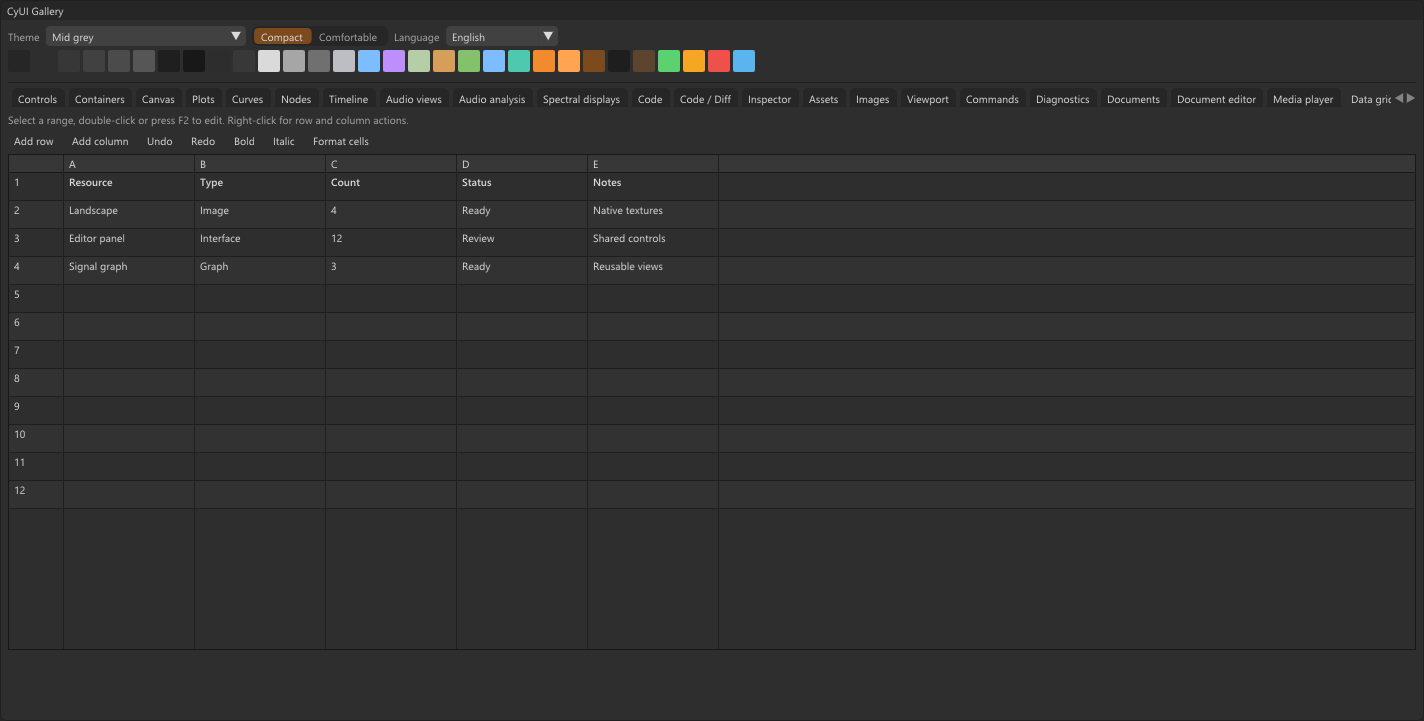 CyUI Gallery
Theme Mid grey Compact Comfortable Language English
Controls Containers Canvas Plots Curves Nodes Timeline Audio views Audio analysis Spectral displays Code Code / Diff Inspector Assets Images Viewport Commands Diagnostics Documents Document editor Media player Data gri
Select a range, double-click or press F2 to edit. Right-click for row and column actions.
Add row Add column Undo Redo Bold Italic Format cells
A B C D E
1 Resource Type Count Status Notes
2 Landscape Image 4 Ready Native textures
3 Editor panel Interface 12 Review Shared controls
4 Signal graph Graph 3 Ready Reusable views
5
6
7
8
9
10
11
12